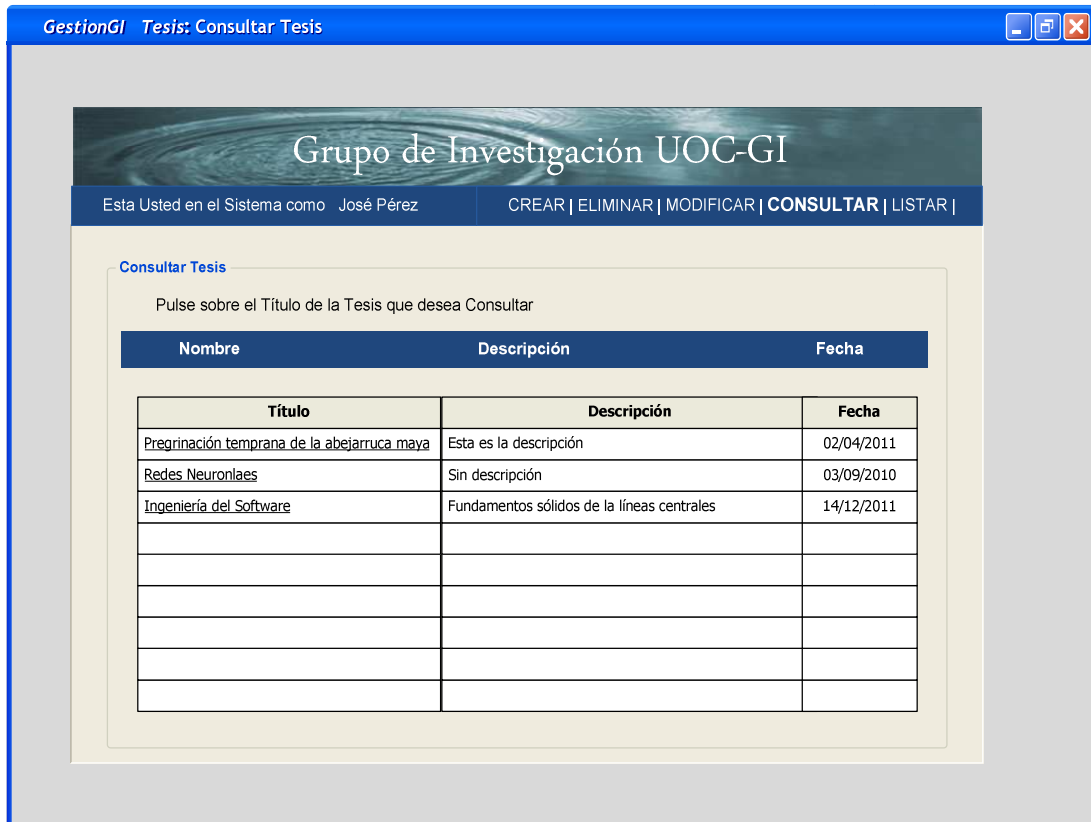 GestionGI Tesis: Consultar Tesis
Grupo de Investigación UOC-GI
Esta Usted en el Sistema como José Pérez CREAR | ELIMINAR | MODIFICAR | CONSULTAR | LISTAR |
Consultar Tesis
Pulse sobre el Título de la Tesis que desea Consultar
Nombre Descripción Fecha
Título Descripción Fecha
Pregrinación temprana de la abejarruca maya Esta es la descripción 02/04/2011
Redes Neuronlaes Sin descripción 03/09/2010
Ingeniería del Software Fundamentos sólidos de la líneas centrales 14/12/2011